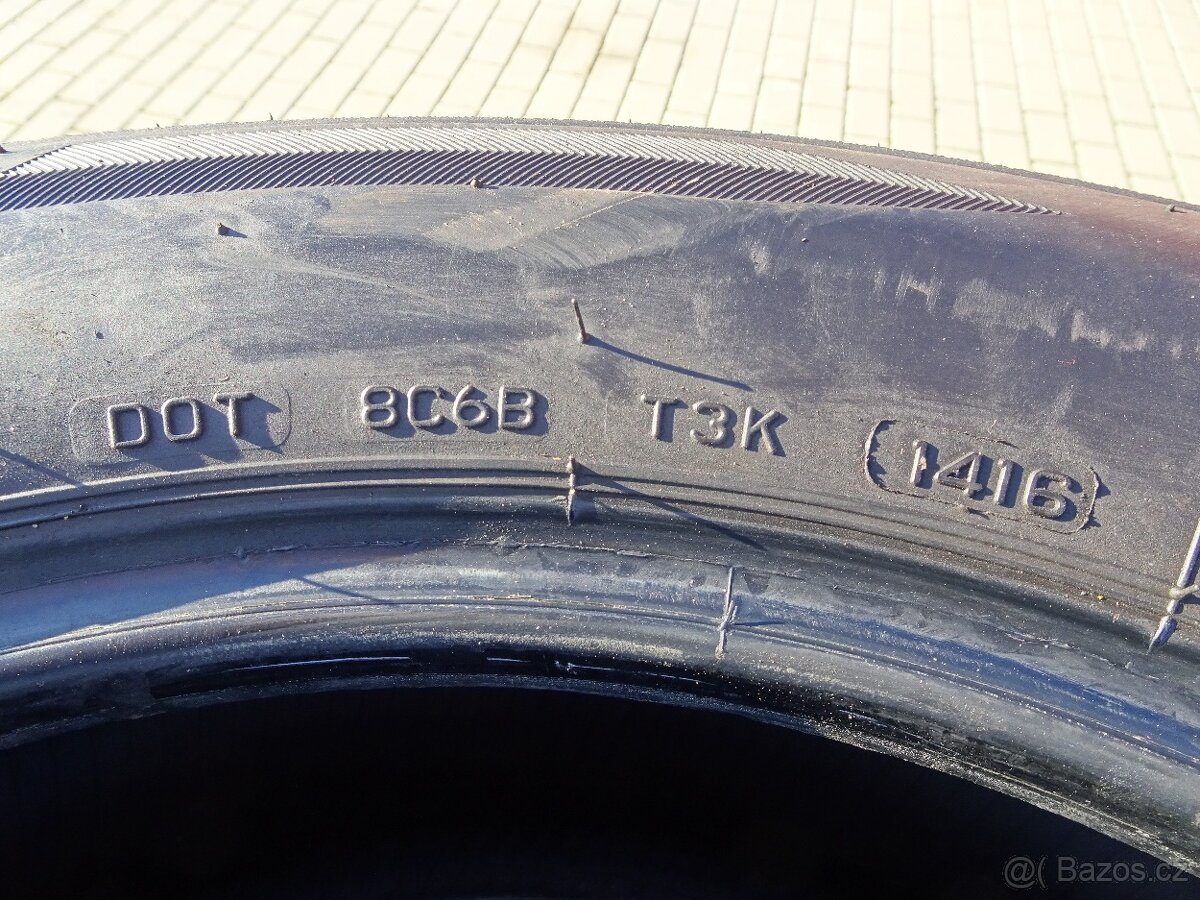 DOT 8C6B T3K 1416
@( Bazos.cz